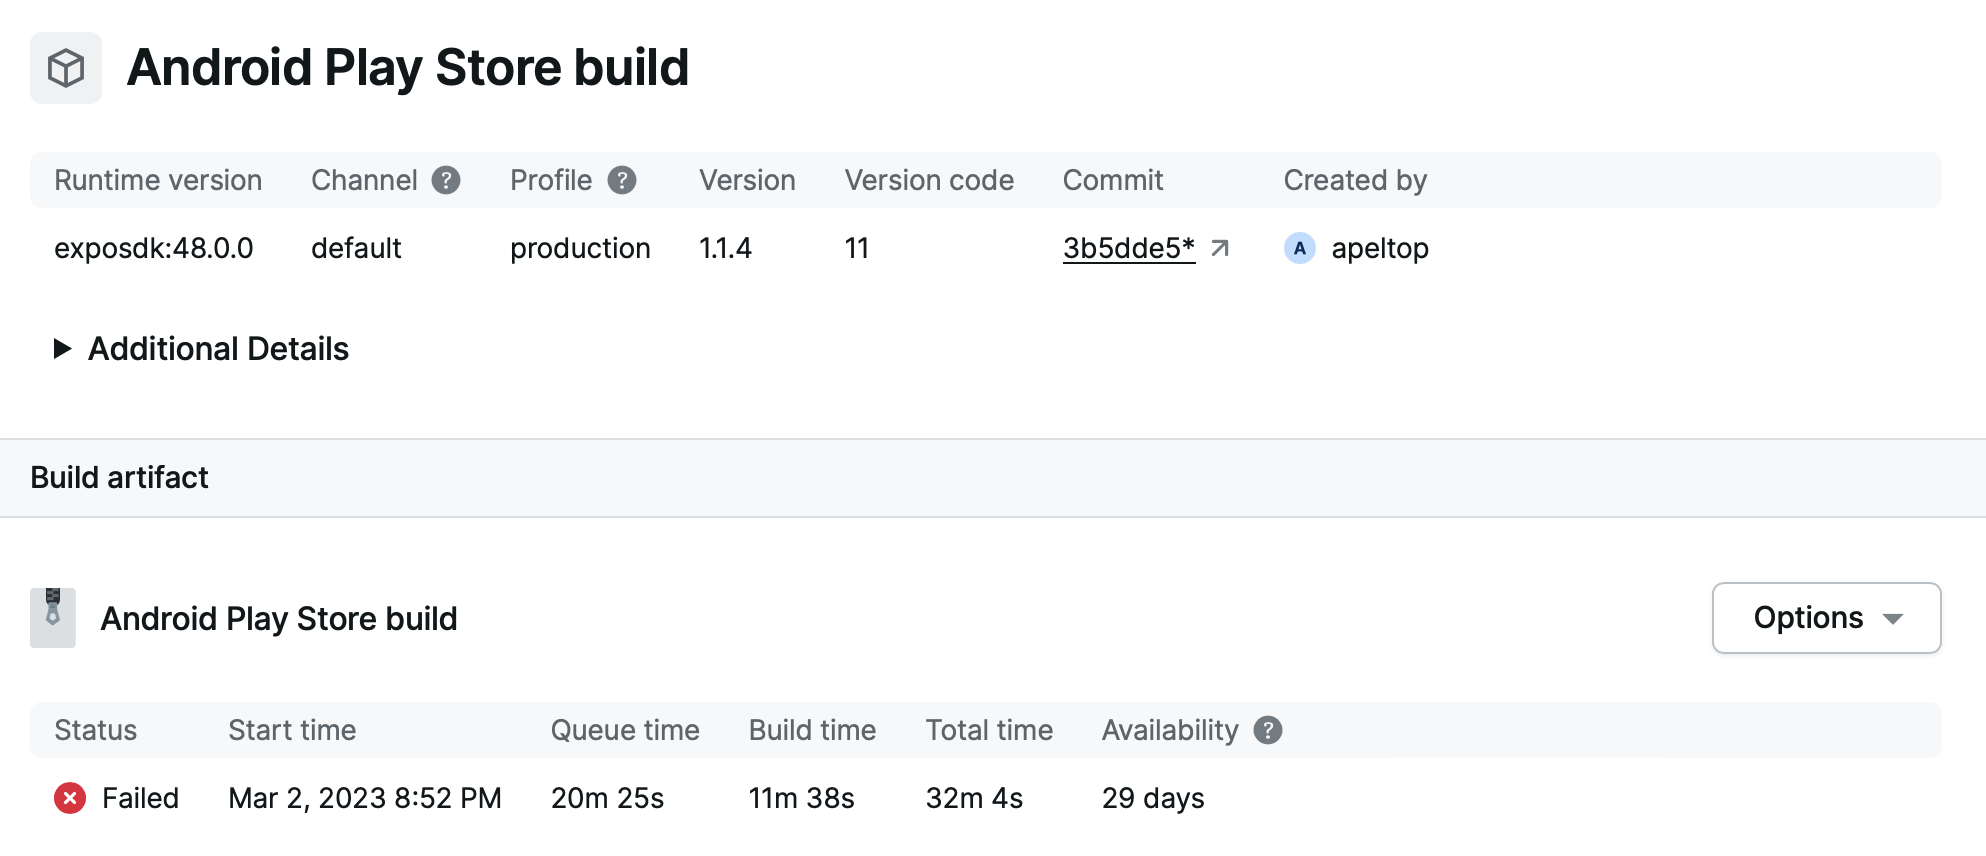 Android Play Store build
Runtime version Channel ? Profile ? Version Version code Commit Created by
exposdk:48.0.0 default production 1.1.4 11 3b5dde5* A apeltop
Additional Details
Build artifact
Android Play Store build Options
Status Start time Queue time Build time Total time Availability ?
Failed Mar 2, 2023 8:52 PM 20m 25s 11m 38s 32m 4s 29 days